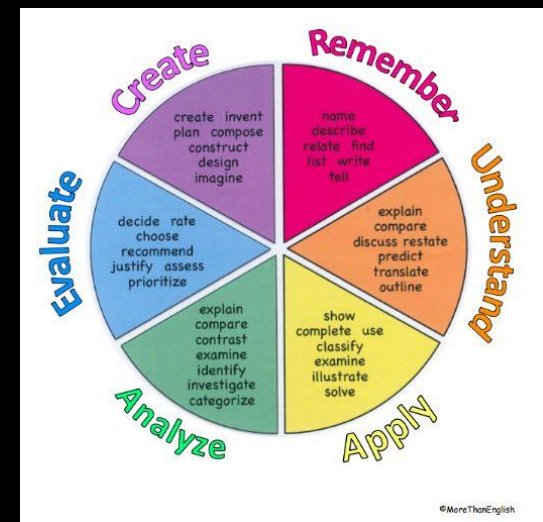 Remember
name
describe
relate find
list write
tell
Understand
explain
compare
discuss restate
predict
translate
outline
Apply
show
complete use
classify
examine
illustrate
solve
Analyze
explain
compare
contrast
examine
identify
investigate
categorize
Evaluate
decide rate
choose
recommend
justify assess
prioritize
Create
create invent
plan compose
construct
design
imagine
©MoreThanEnglish